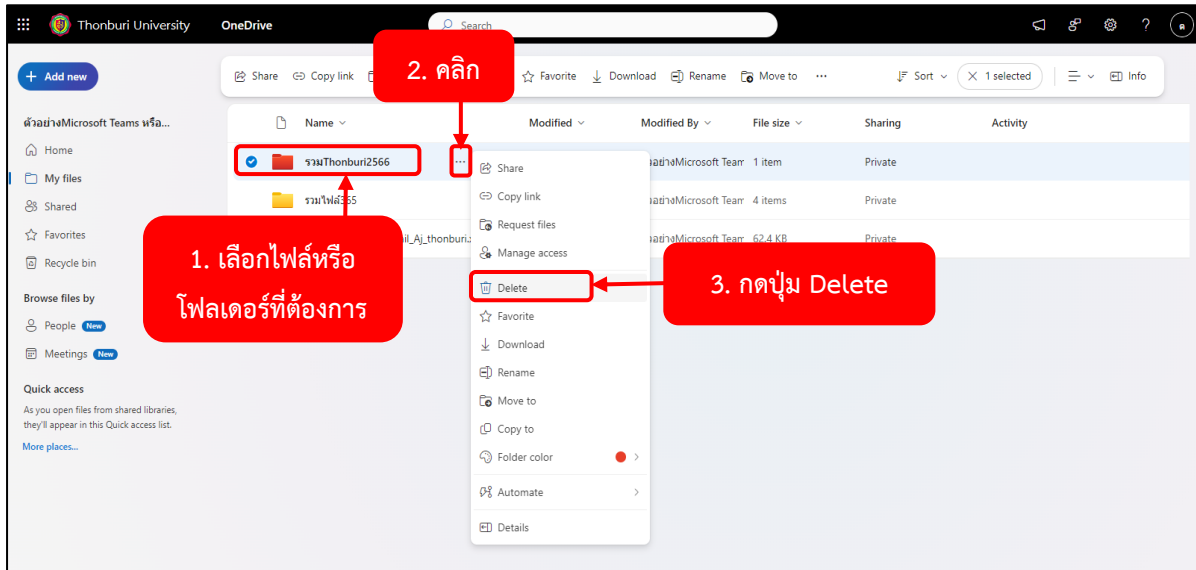 Thonburi University OneDrive Search
Add new
Share Copy link Favorite Download Rename Move to ... Sort 1 selected Info
2. คลิก
ตัวอย่างMicrosoft Teams หรือ...
Home
My files
Shared
Favorites
Recycle bin
Browse files by
People New
Meetings New
Quick access
As you open files from shared libraries,
they'll appear in this Quick access list.
More places...
Name Modified Modified By File size Sharing Activity
รวมThonburi2566 ... 1 item Private
รวมไฟล์365 4 items Private
62.4 KB Private
1. เลือกไฟล์หรือ
โฟลเดอร์ที่ต้องการ
Share
Copy link
Request files
Manage access
Delete
Favorite
Download
Rename
Move to
Copy to
Folder color
Automate
Details
3. กดปุ่ม Delete